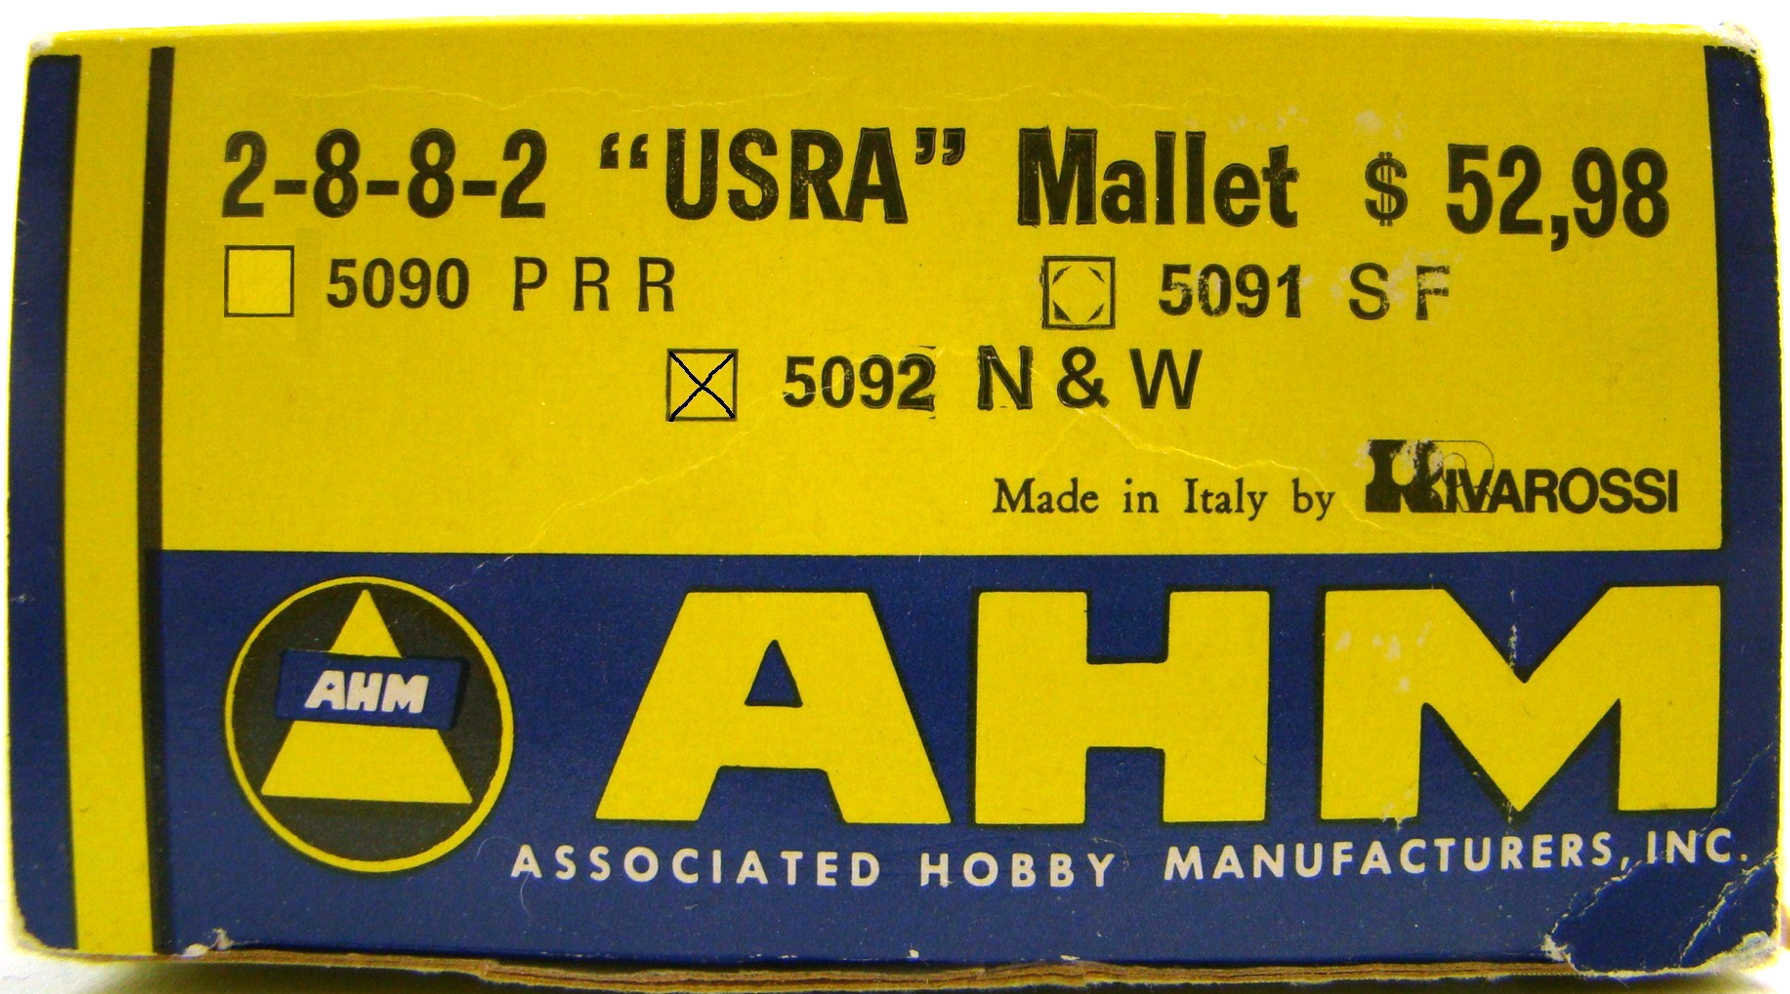 2-8-8-2 “USRA” Mallet $ 52,98
5090 PRR 5091 SF
5092 N & W
Made in Italy by RIVAROSSI
AHM
AHM
ASSOCIATED HOBBY MANUFACTURERS, INC.